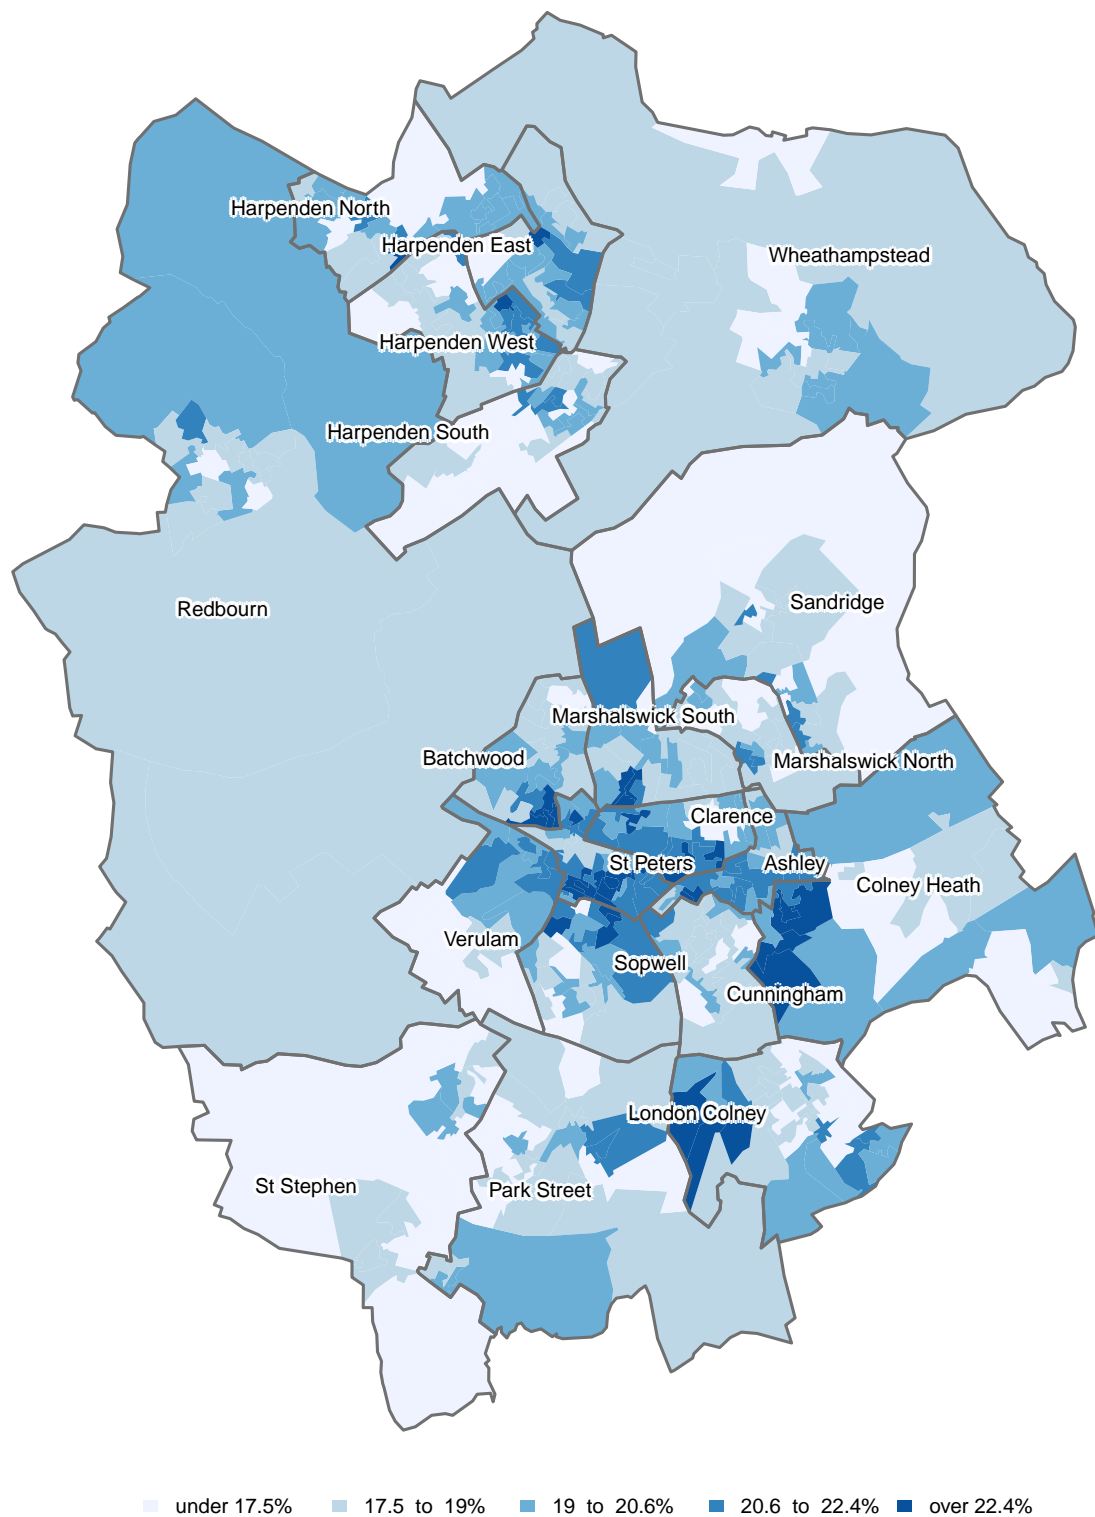 Harpenden North
Harpenden East
Wheathampstead
Harpenden West
Harpenden South
Sandridge
Redbourn
Marshalswick South
Batchwood
Marshalswick North
Clarence
St Peters
Ashley
Colney Heath
Verulam
Sopwell
Cunningham
London Colney
St Stephen
Park Street
under 17.5%
17.5 to 19%
19 to 20.6%
20.6 to 22.4%
over 22.4%